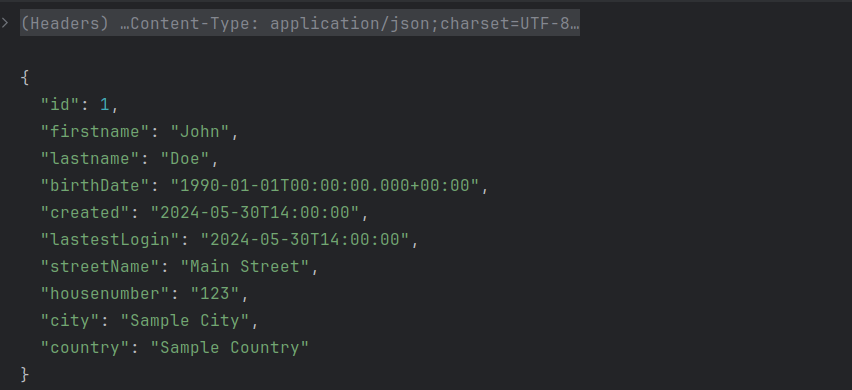 (Headers) …Content-Type: application/json;charset=UTF-8…
{
  "id": 1,
  "firstname": "John",
  "lastname": "Doe",
  "birthDate": "1990-01-01T00:00:00.000+00:00",
  "created": "2024-05-30T14:00:00",
  "lastestLogin": "2024-05-30T14:00:00",
  "streetName": "Main Street",
  "housenumber": "123",
  "city": "Sample City",
  "country": "Sample Country"
}